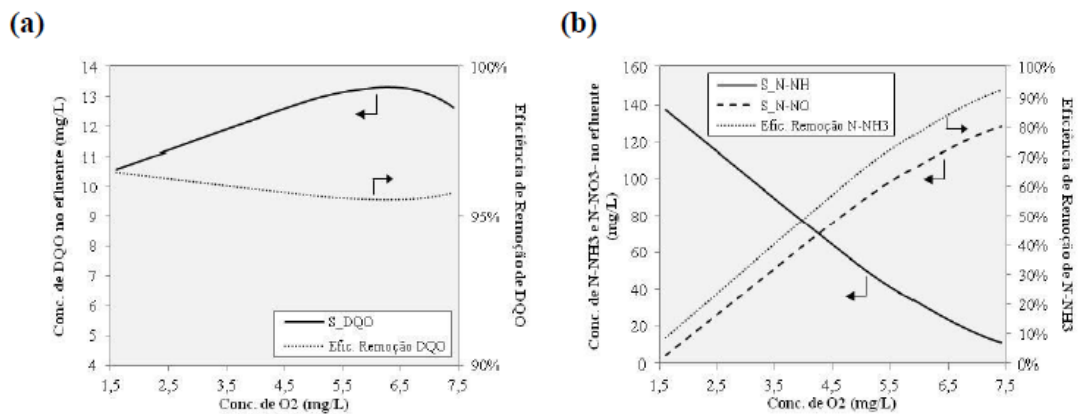 (a)
14
13
12
11
10
9
8
7
6
5
4
Conc. de DQO no efluente (mg/L)
100%
95%
90%
Eficiência de Remoção de DQO
S_DQO
Efic. Remoção DQO
1,5 2,5 3,5 4,5 5,5 6,5 7,5
Conc. de O2 (mg/L)
(b)
160
140
120
100
80
60
40
20
0
Conc. de N-NH3 e N-NO3- no efluente
(mg/L)
S_N-NH
S_N-NO
Efic. Remoção N-NH3
100%
90%
80%
70%
60%
50%
40%
30%
20%
10%
0%
Eficiência de Remoção de N-NH3
1,5 2,5 3,5 4,5 5,5 6,5 7,5
Conc. de O2 (mg/L)